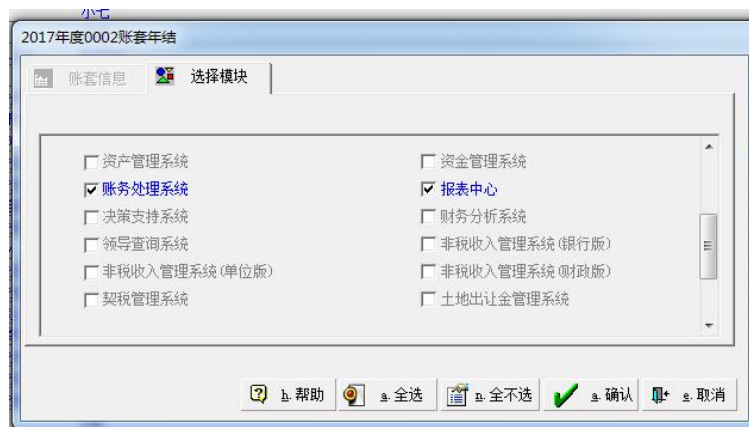 小七
2017年度0002账套年结
账套信息 选择模块
资产管理系统 资金管理系统
账务处理系统 报表中心
决策支持系统 财务分析系统
领导查询系统 非税收入管理系统(银行版)
非税收入管理系统(单位版) 非税收入管理系统(财政版)
契税管理系统 土地出让金管理系统
h.帮助 a.全选 n.全不选 s.确认 e.取消